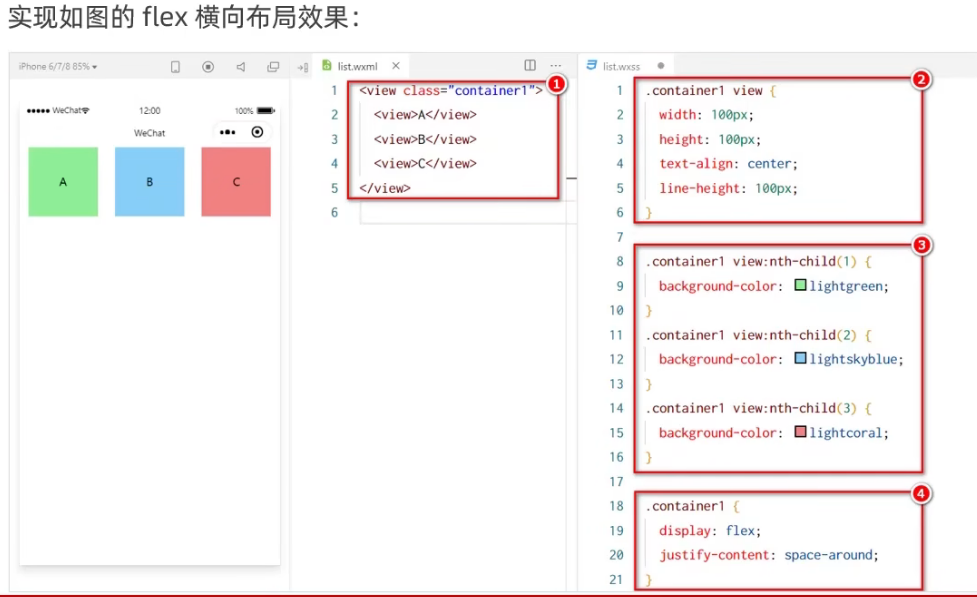 实现如图的 flex 横向布局效果：
iPhone 6/7/8 85%
list.wxml
list.wxss
WeChat
12:00
100%
WeChat
A
B
C
1
1 <view class="container1">
2 <view>A</view>
3 <view>B</view>
4 <view>C</view>
5 </view>
6
2
1 .container1 view {
2 width: 100px;
3 height: 100px;
4 text-align: center;
5 line-height: 100px;
6 }
7
3
8 .container1 view:nth-child(1) {
9 background-color: lightgreen;
10 }
11 .container1 view:nth-child(2) {
12 background-color: lightskyblue;
13 }
14 .container1 view:nth-child(3) {
15 background-color: lightcoral;
16 }
17
4
18 .container1 {
19 display: flex;
20 justify-content: space-around;
21 }